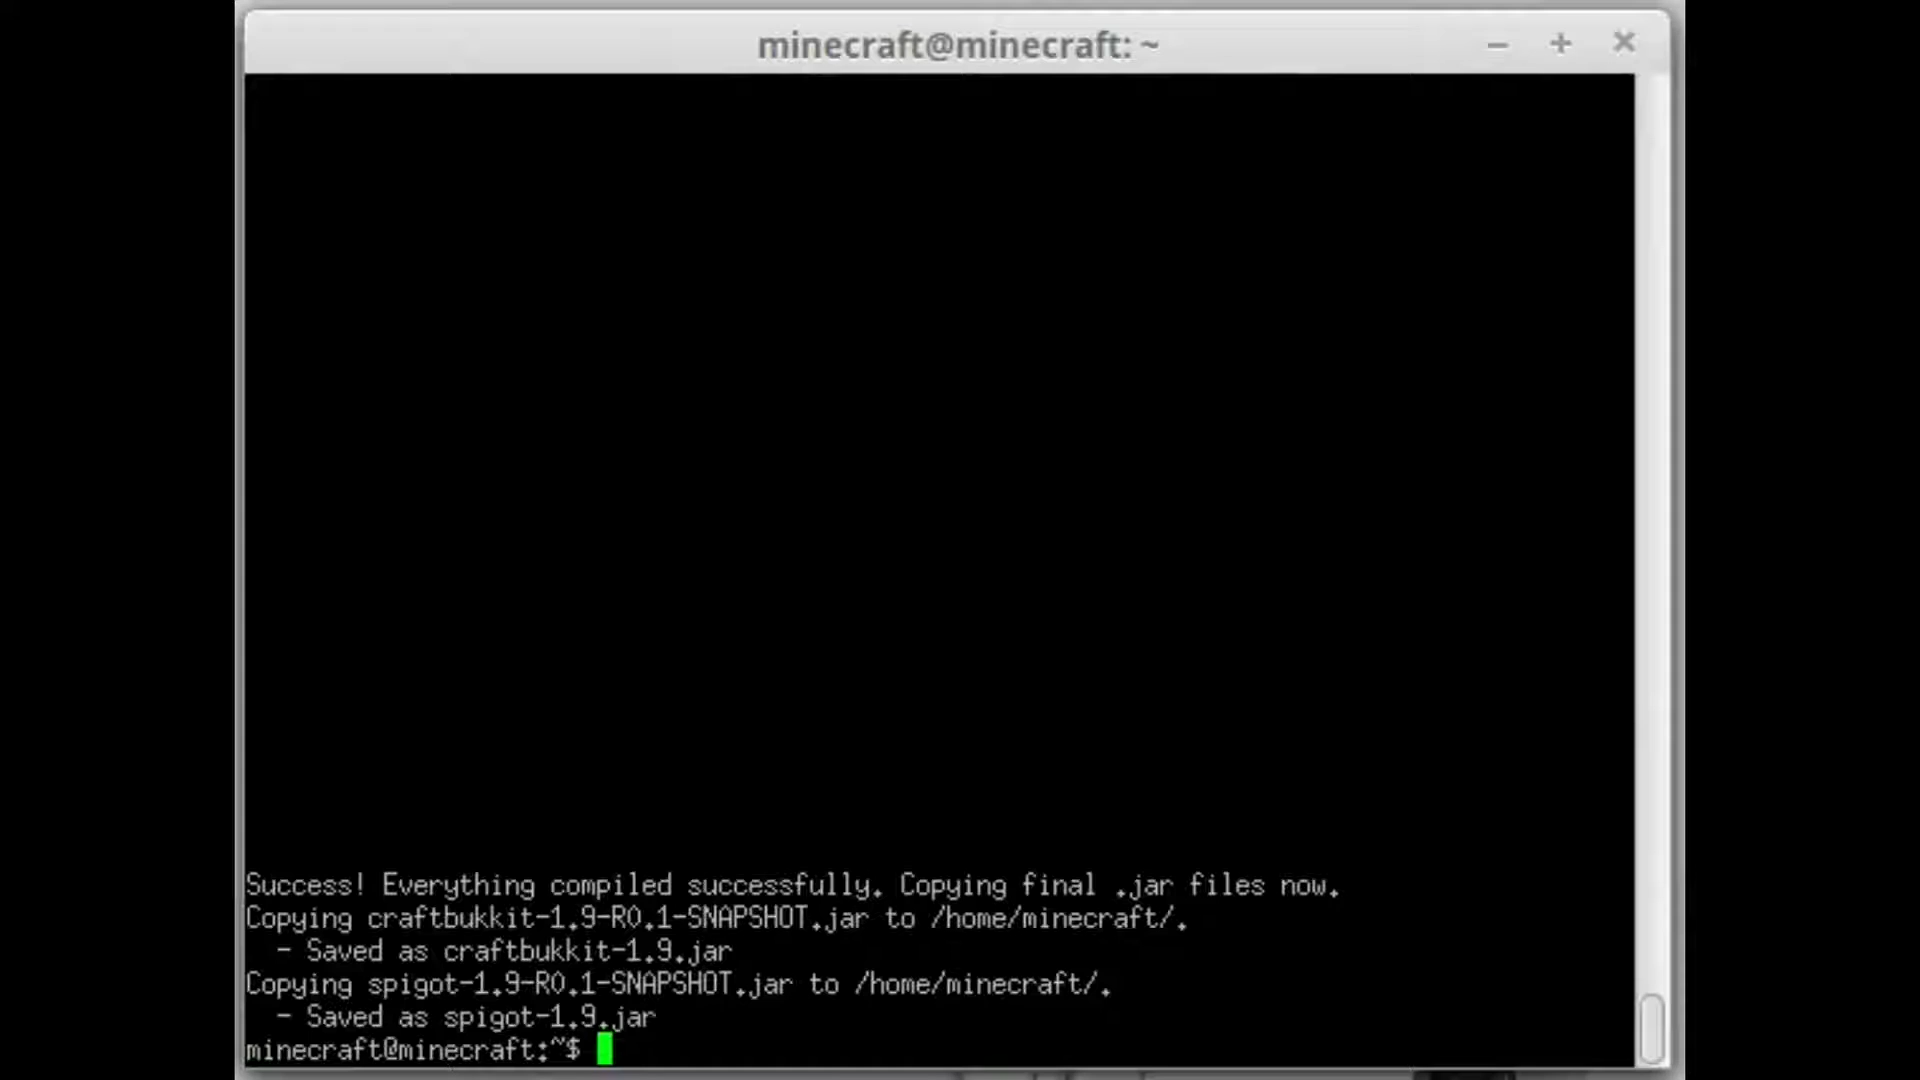 minecraft@minecraft: ~
Success! Everything compiled successfully. Copying final .jar files now.
Copying craftbukkit-1.9-R0.1-SNAPSHOT.jar to /home/minecraft/.
- Saved as craftbukkit-1.9.jar
Copying spigot-1.9-R0.1-SNAPSHOT.jar to /home/minecraft/.
- Saved as spigot-1.9.jar
minecraft@minecraft:~$